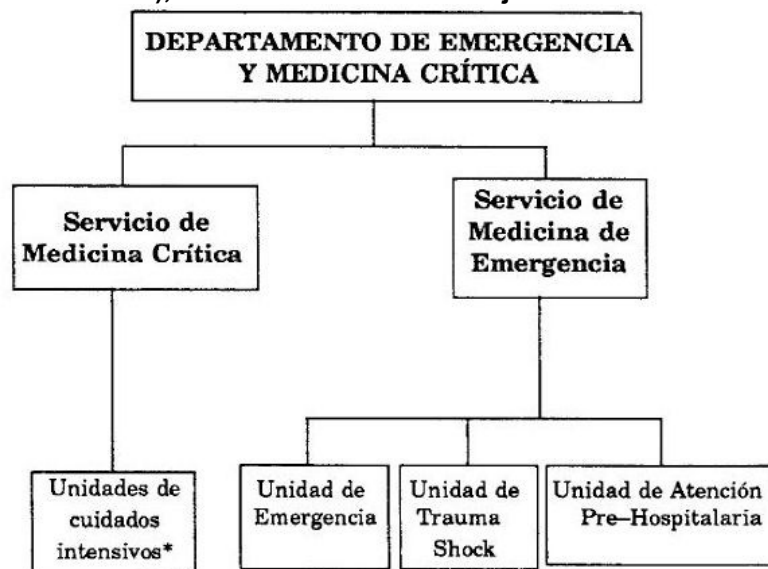 DEPARTAMENTO DE EMERGENCIA
Y MEDICINA CRÍTICA
Servicio de
Medicina Crítica
Servicio de
Medicina de
Emergencia
Unidades de
cuidados
intensivos*
Unidad de
Emergencia
Unidad de
Trauma
Shock
Unidad de Atención
Pre–Hospitalaria